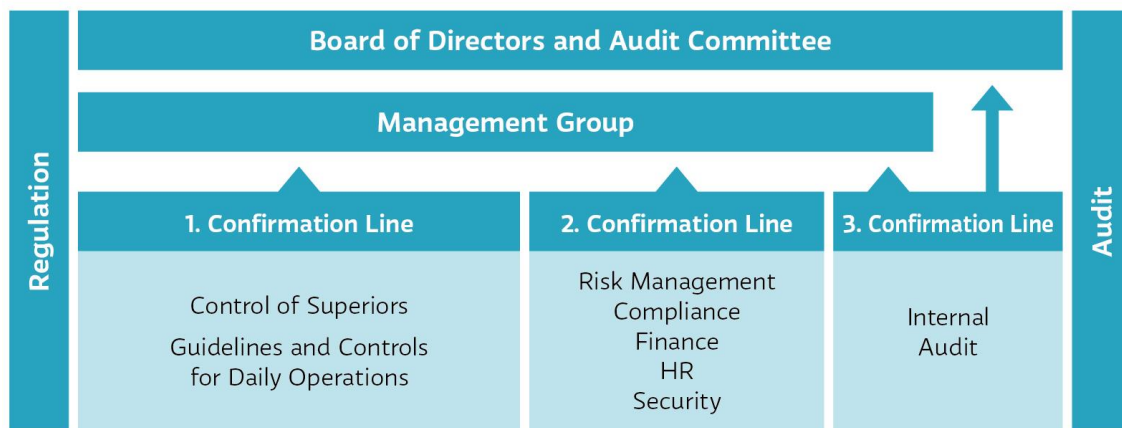 Board of Directors and Audit Committee
Management Group
Regulation
1. Confirmation Line
Control of Superiors
Guidelines and Controls
for Daily Operations
2. Confirmation Line
Risk Management
Compliance
Finance
HR
Security
3. Confirmation Line
Internal
Audit
Audit